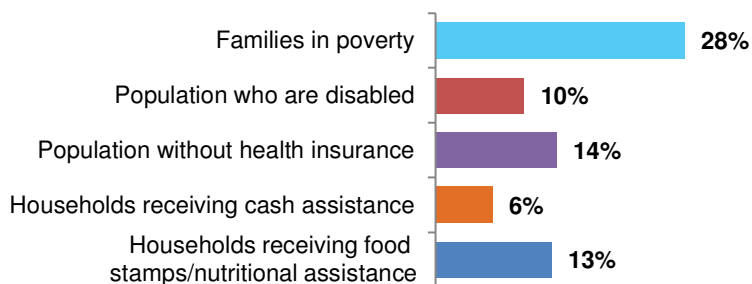 Families in poverty 28%
Population who are disabled 10%
Population without health insurance 14%
Households receiving cash assistance 6%
Households receiving food
stamps/nutritional assistance 13%